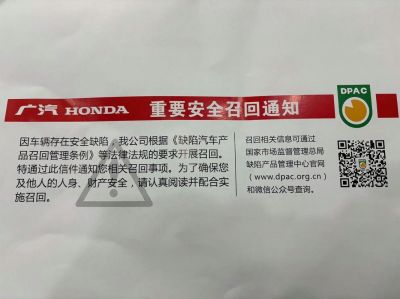 广汽 HONDA 重要安全召回通知
DPAC
因车辆存在安全缺陷，我公司根据《缺陷汽车产
品召回管理条例》等法律法规的要求开展召回。
特通过此信件通知您相关召回事项。为了确保您
及他人的人身、财产安全，请认真阅读并配合实
施召回。
召回相关信息可通过
国家市场监督管理总局
缺陷产品管理中心官网
（www.dpac.org.cn）
和微信公众号查询。